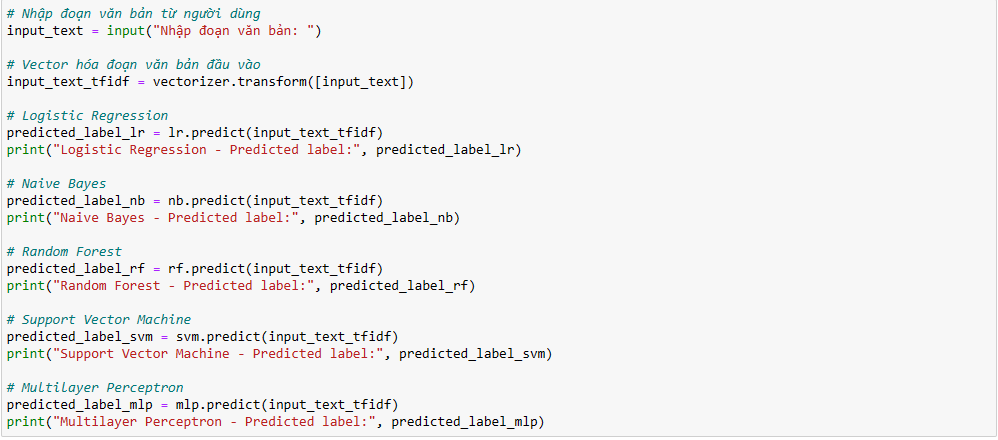 # Nhập đoạn văn bản từ người dùng
input_text = input("Nhập đoạn văn bản: ")
# Vector hóa đoạn văn bản đầu vào
input_text_tfidf = vectorizer.transform([input_text])
# Logistic Regression
predicted_label_lr = lr.predict(input_text_tfidf)
print("Logistic Regression - Predicted label:", predicted_label_lr)
# Naive Bayes
predicted_label_nb = nb.predict(input_text_tfidf)
print("Naive Bayes - Predicted label:", predicted_label_nb)
# Random Forest
predicted_label_rf = rf.predict(input_text_tfidf)
print("Random Forest - Predicted label:", predicted_label_rf)
# Support Vector Machine
predicted_label_svm = svm.predict(input_text_tfidf)
print("Support Vector Machine - Predicted label:", predicted_label_svm)
# Multilayer Perceptron
predicted_label_mlp = mlp.predict(input_text_tfidf)
print("Multilayer Perceptron - Predicted label:", predicted_label_mlp)